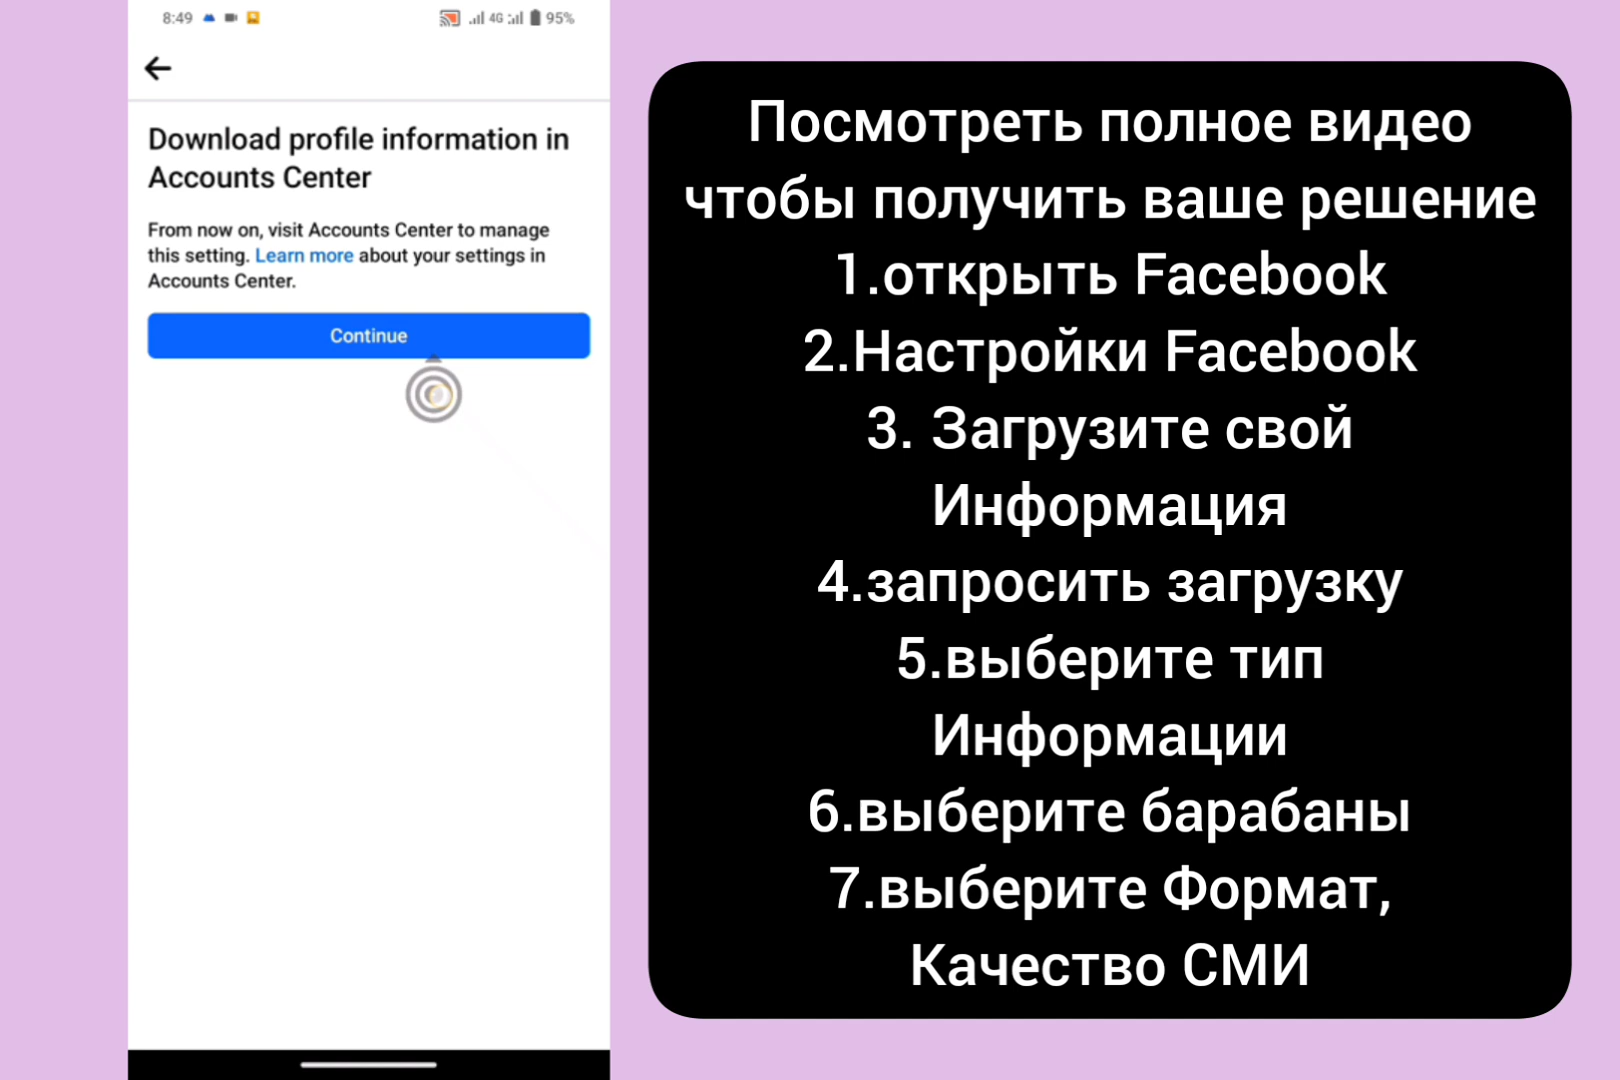 8:49
4G
95%
Download profile information in
Accounts Center
From now on, visit Accounts Center to manage
this setting. Learn more about your settings in
Accounts Center.
Continue
Посмотреть полное видео
чтобы получить ваше решение
1.открыть Facebook
2.Настройки Facebook
3. Загрузите свой
Информация
4.запросить загрузку
5.выберите тип
Информации
6.выберите барабаны
7.выберите Формат,
Качество СМИ